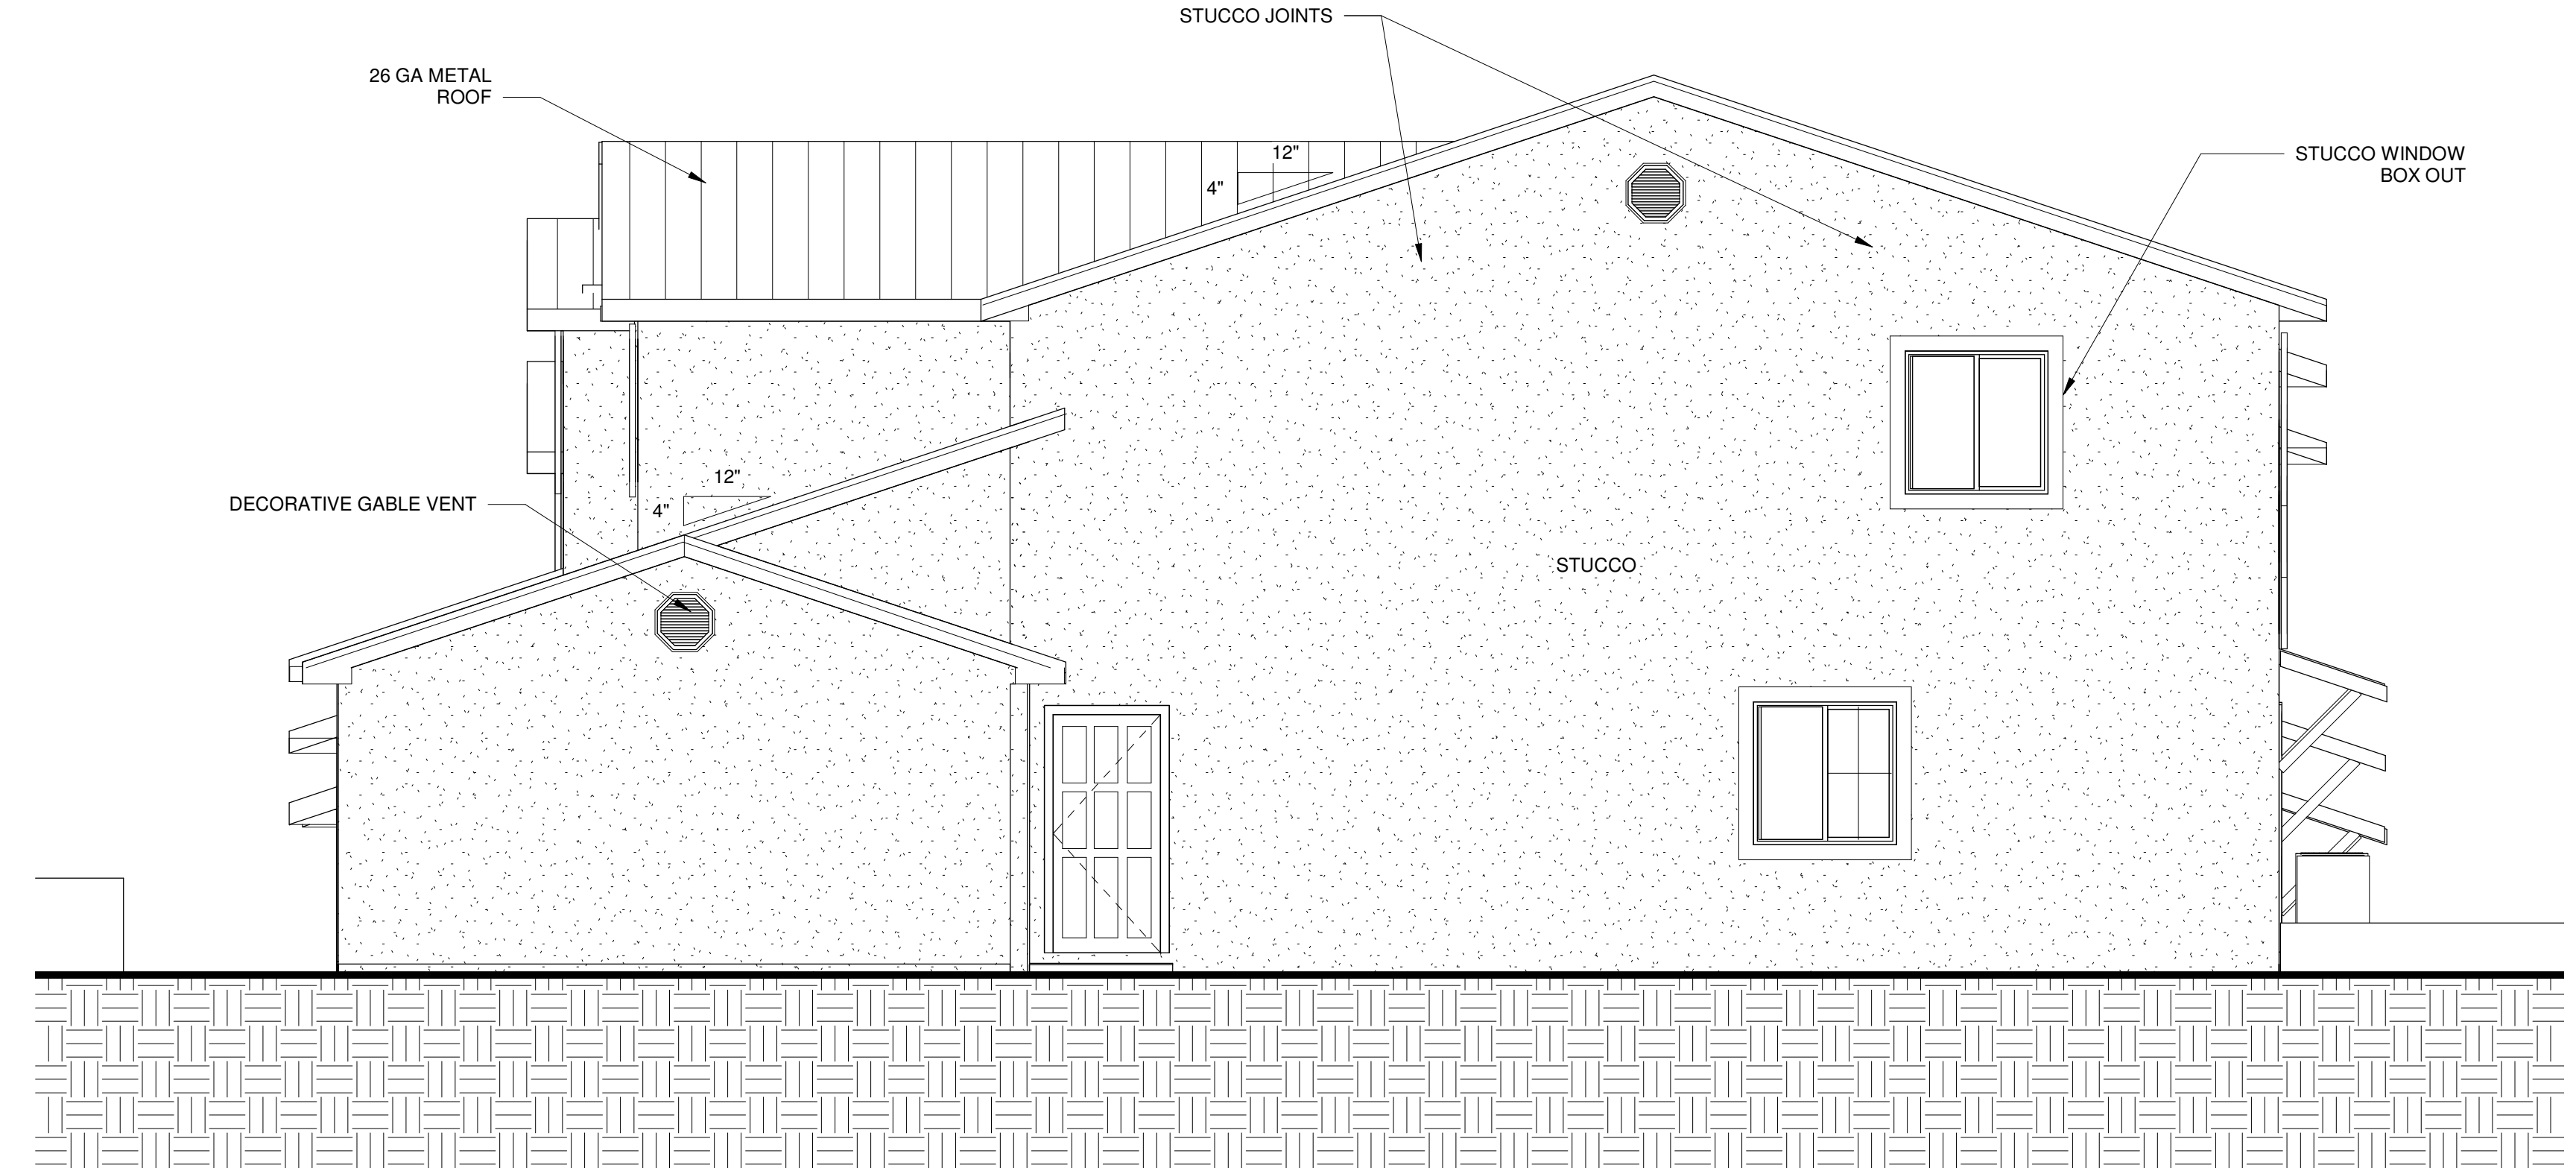 STUCCO JOINTS
26 GA METAL
ROOF
12"
4"
STUCCO WINDOW
BOX OUT
12"
4"
DECORATIVE GABLE VENT
STUCCO